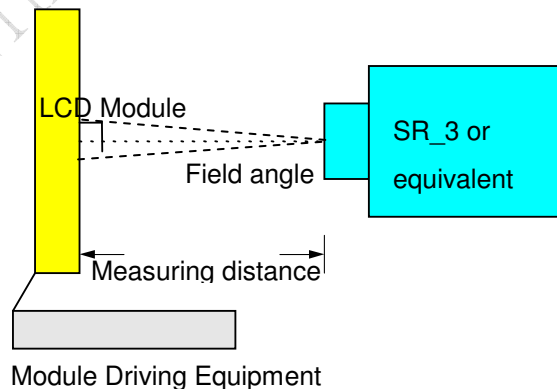 LCD Module
SR_3 or
equivalent
Field angle
Measuring distance
Module Driving Equipment